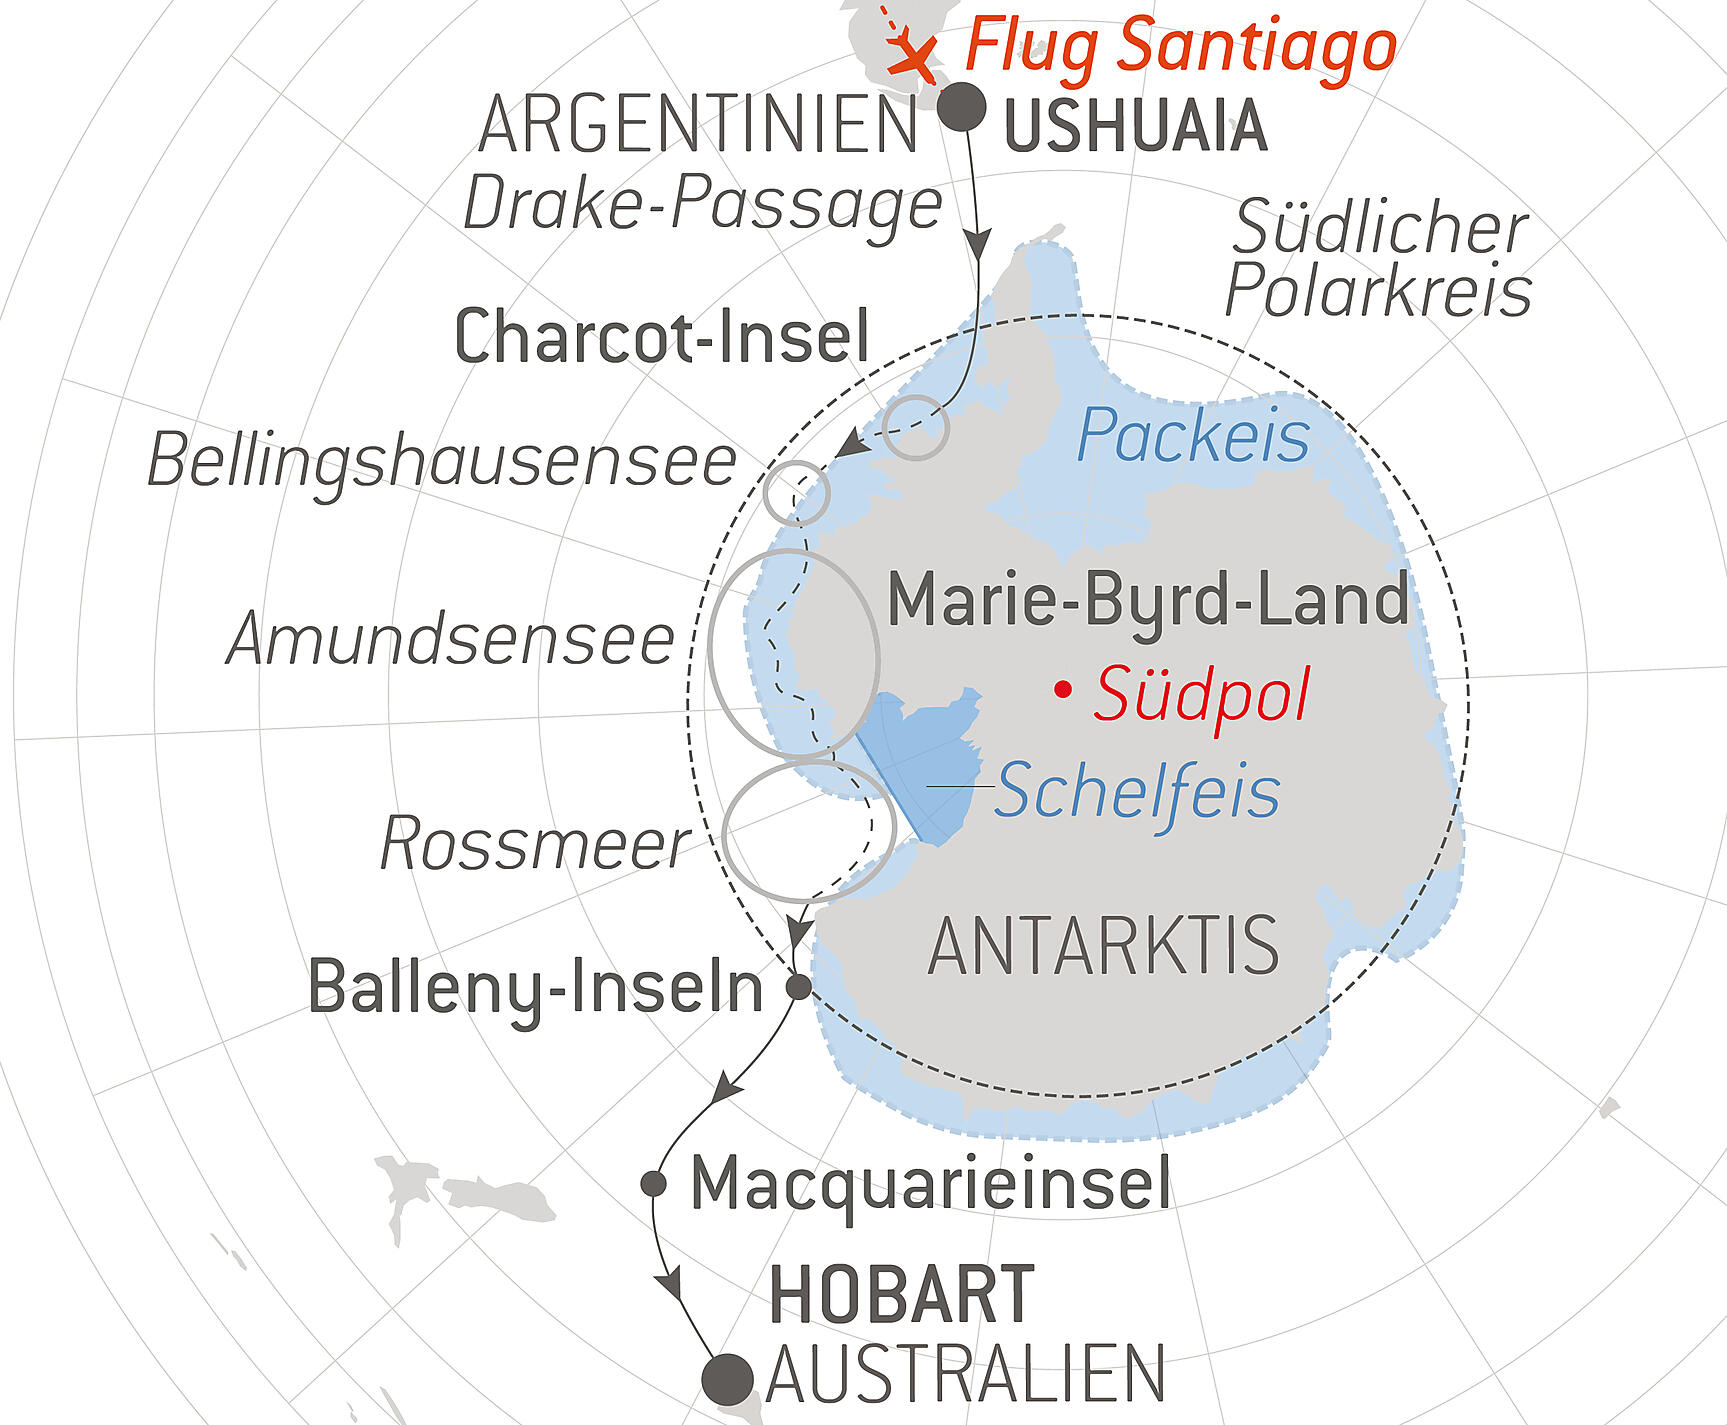 Flug Santiago
ARGENTINIEN
USHUAIA
Drake-Passage
Südlicher
Polarkreis
Charcot-Insel
Packeis
Bellingshausensee
Marie-Byrd-Land
Amundsensee
Südpol
Schelfeis
Rossmeer
ANTARKTIS
Balleny-Inseln
Macquarieinsel
HOBART
AUSTRALIEN